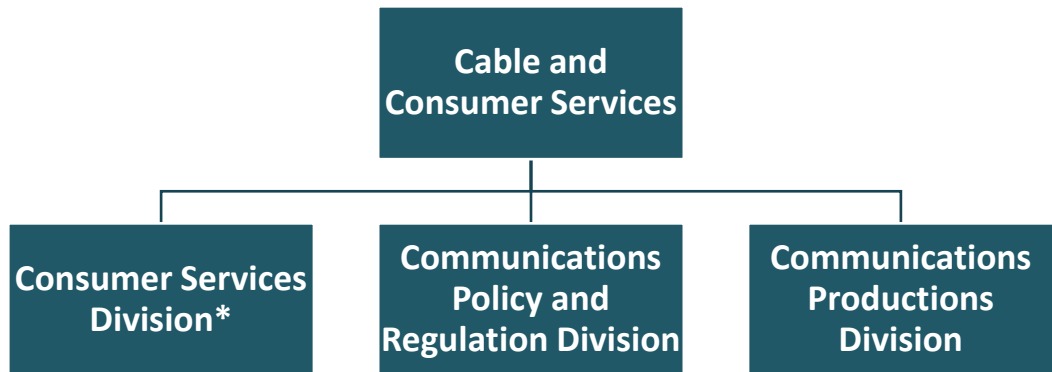 Cable and
Consumer Services
Consumer Services
Division*
Communications
Policy and
Regulation Division
Communications
Productions
Division